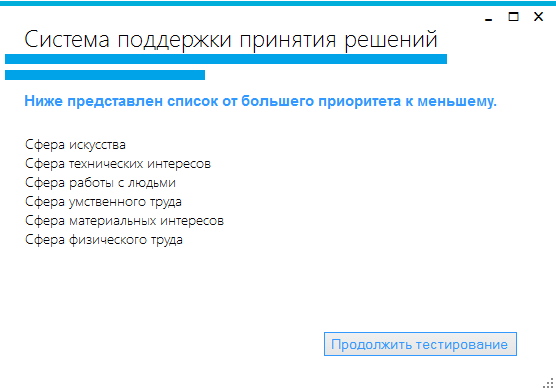 Система поддержки принятия решений
Ниже представлен список от большего приоритета к меньшему.
Сфера искусства
Сфера технических интересов
Сфера работы с людьми
Сфера умственного труда
Сфера материальных интересов
Сфера физического труда
Продолжить тестирование